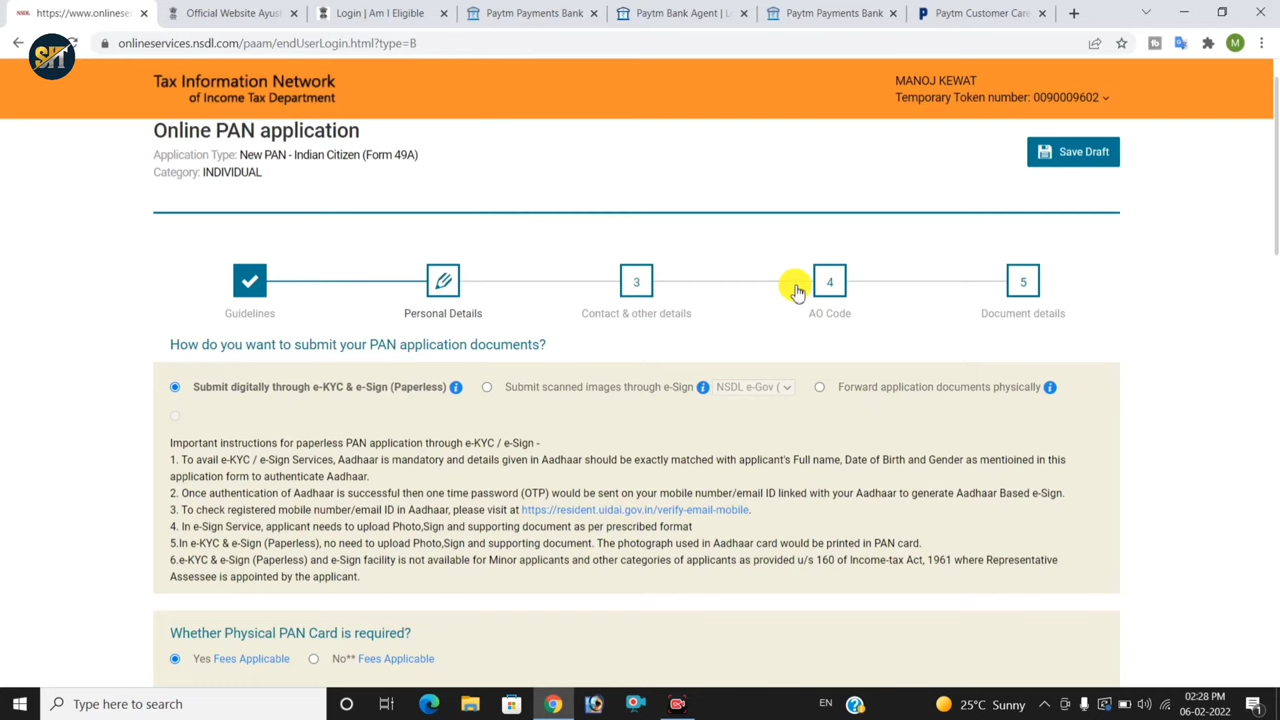 https://www.onlineser
Official Website Ayus
Login | Am I Eligible
Paytm Payments Bank
Paytm Bank Agent | L
Paytm Payments Bank
Paytm Customer Care
onlineservices.nsdl.com/paam/endUserLogin.html?type=B
M
SIT
Tax Information Network
of Income Tax Department
MANOJ KEWAT
Temporary Token number: 0090009602
Online PAN application
Application Type: New PAN - Indian Citizen (Form 49A)
Category: INDIVIDUAL
Save Draft
3
4
5
Guidelines
Personal Details
Contact & other details
AO Code
Document details
How do you want to submit your PAN application documents?
Submit digitally through e-KYC & e-Sign (Paperless)
Submit scanned images through e-Sign
NSDL e-Gov (
Forward application documents physically
Important instructions for paperless PAN application through e-KYC / e-Sign -
1. To avail e-KYC / e-Sign Services, Aadhaar is mandatory and details given in Aadhaar should be exactly matched with applicant's Full name, Date of Birth and Gender as mentioined in this
application form to authenticate Aadhaar.
2. Once authentication of Aadhaar is successful then one time password (OTP) would be sent on your mobile number/email ID linked with your Aadhaar to generate Aadhaar Based e-Sign.
3. To check registered mobile number/email ID in Aadhaar, please visit at https://resident.uidai.gov.in/verify-email-mobile.
4. In e-Sign Service, applicant needs to upload Photo,Sign and supporting document as per prescribed format
5.In e-KYC & e-Sign (Paperless), no need to upload Photo,Sign and supporting document. The photograph used in Aadhaar card would be printed in PAN card.
6.e-KYC & e-Sign (Paperless) and e-Sign facility is not available for Minor applicants and other categories of applicants as provided u/s 160 of Income-tax Act, 1961 where Representative
Assessee is appointed by the applicant.
Whether Physical PAN Card is required?
Yes Fees Applicable
No** Fees Applicable
Type here to search
EN
25°C Sunny
02:28 PM
06-02-2022